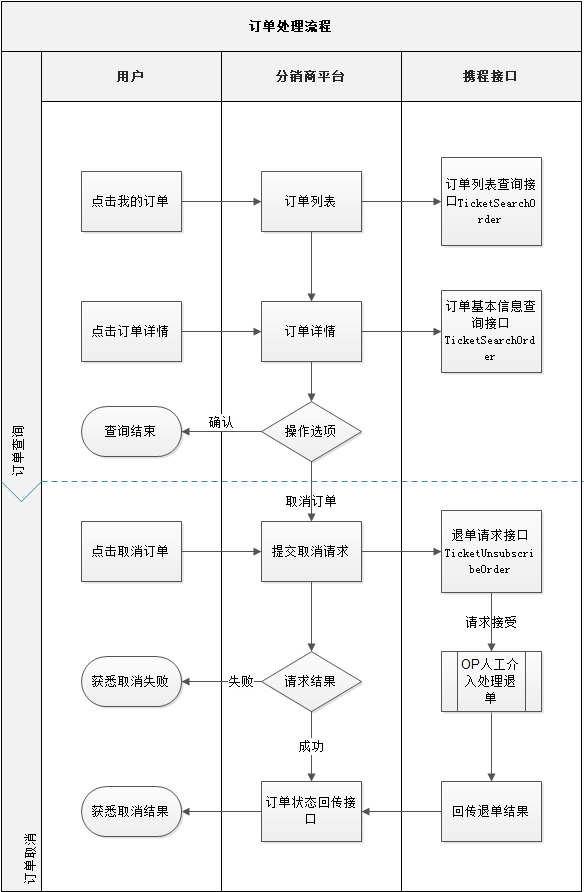 订单处理流程
用户
分销商平台
携程接口
点击我的订单
订单列表
订单列表查询接
口TicketSearchO
rder
点击订单详情
订单详情
订单基本信息查
询接口
TicketSearchOrd
er
查询结束
确认
操作选项
订单查询
取消订单
点击取消订单
提交取消请求
退单请求接口
TicketUnsubscri
beOrder
请求接受
获悉取消失败
失败
请求结果
OP人工介
入处理退
单
成功
获悉取消结果
订单状态回传接
口
回传退单结果
订单取消